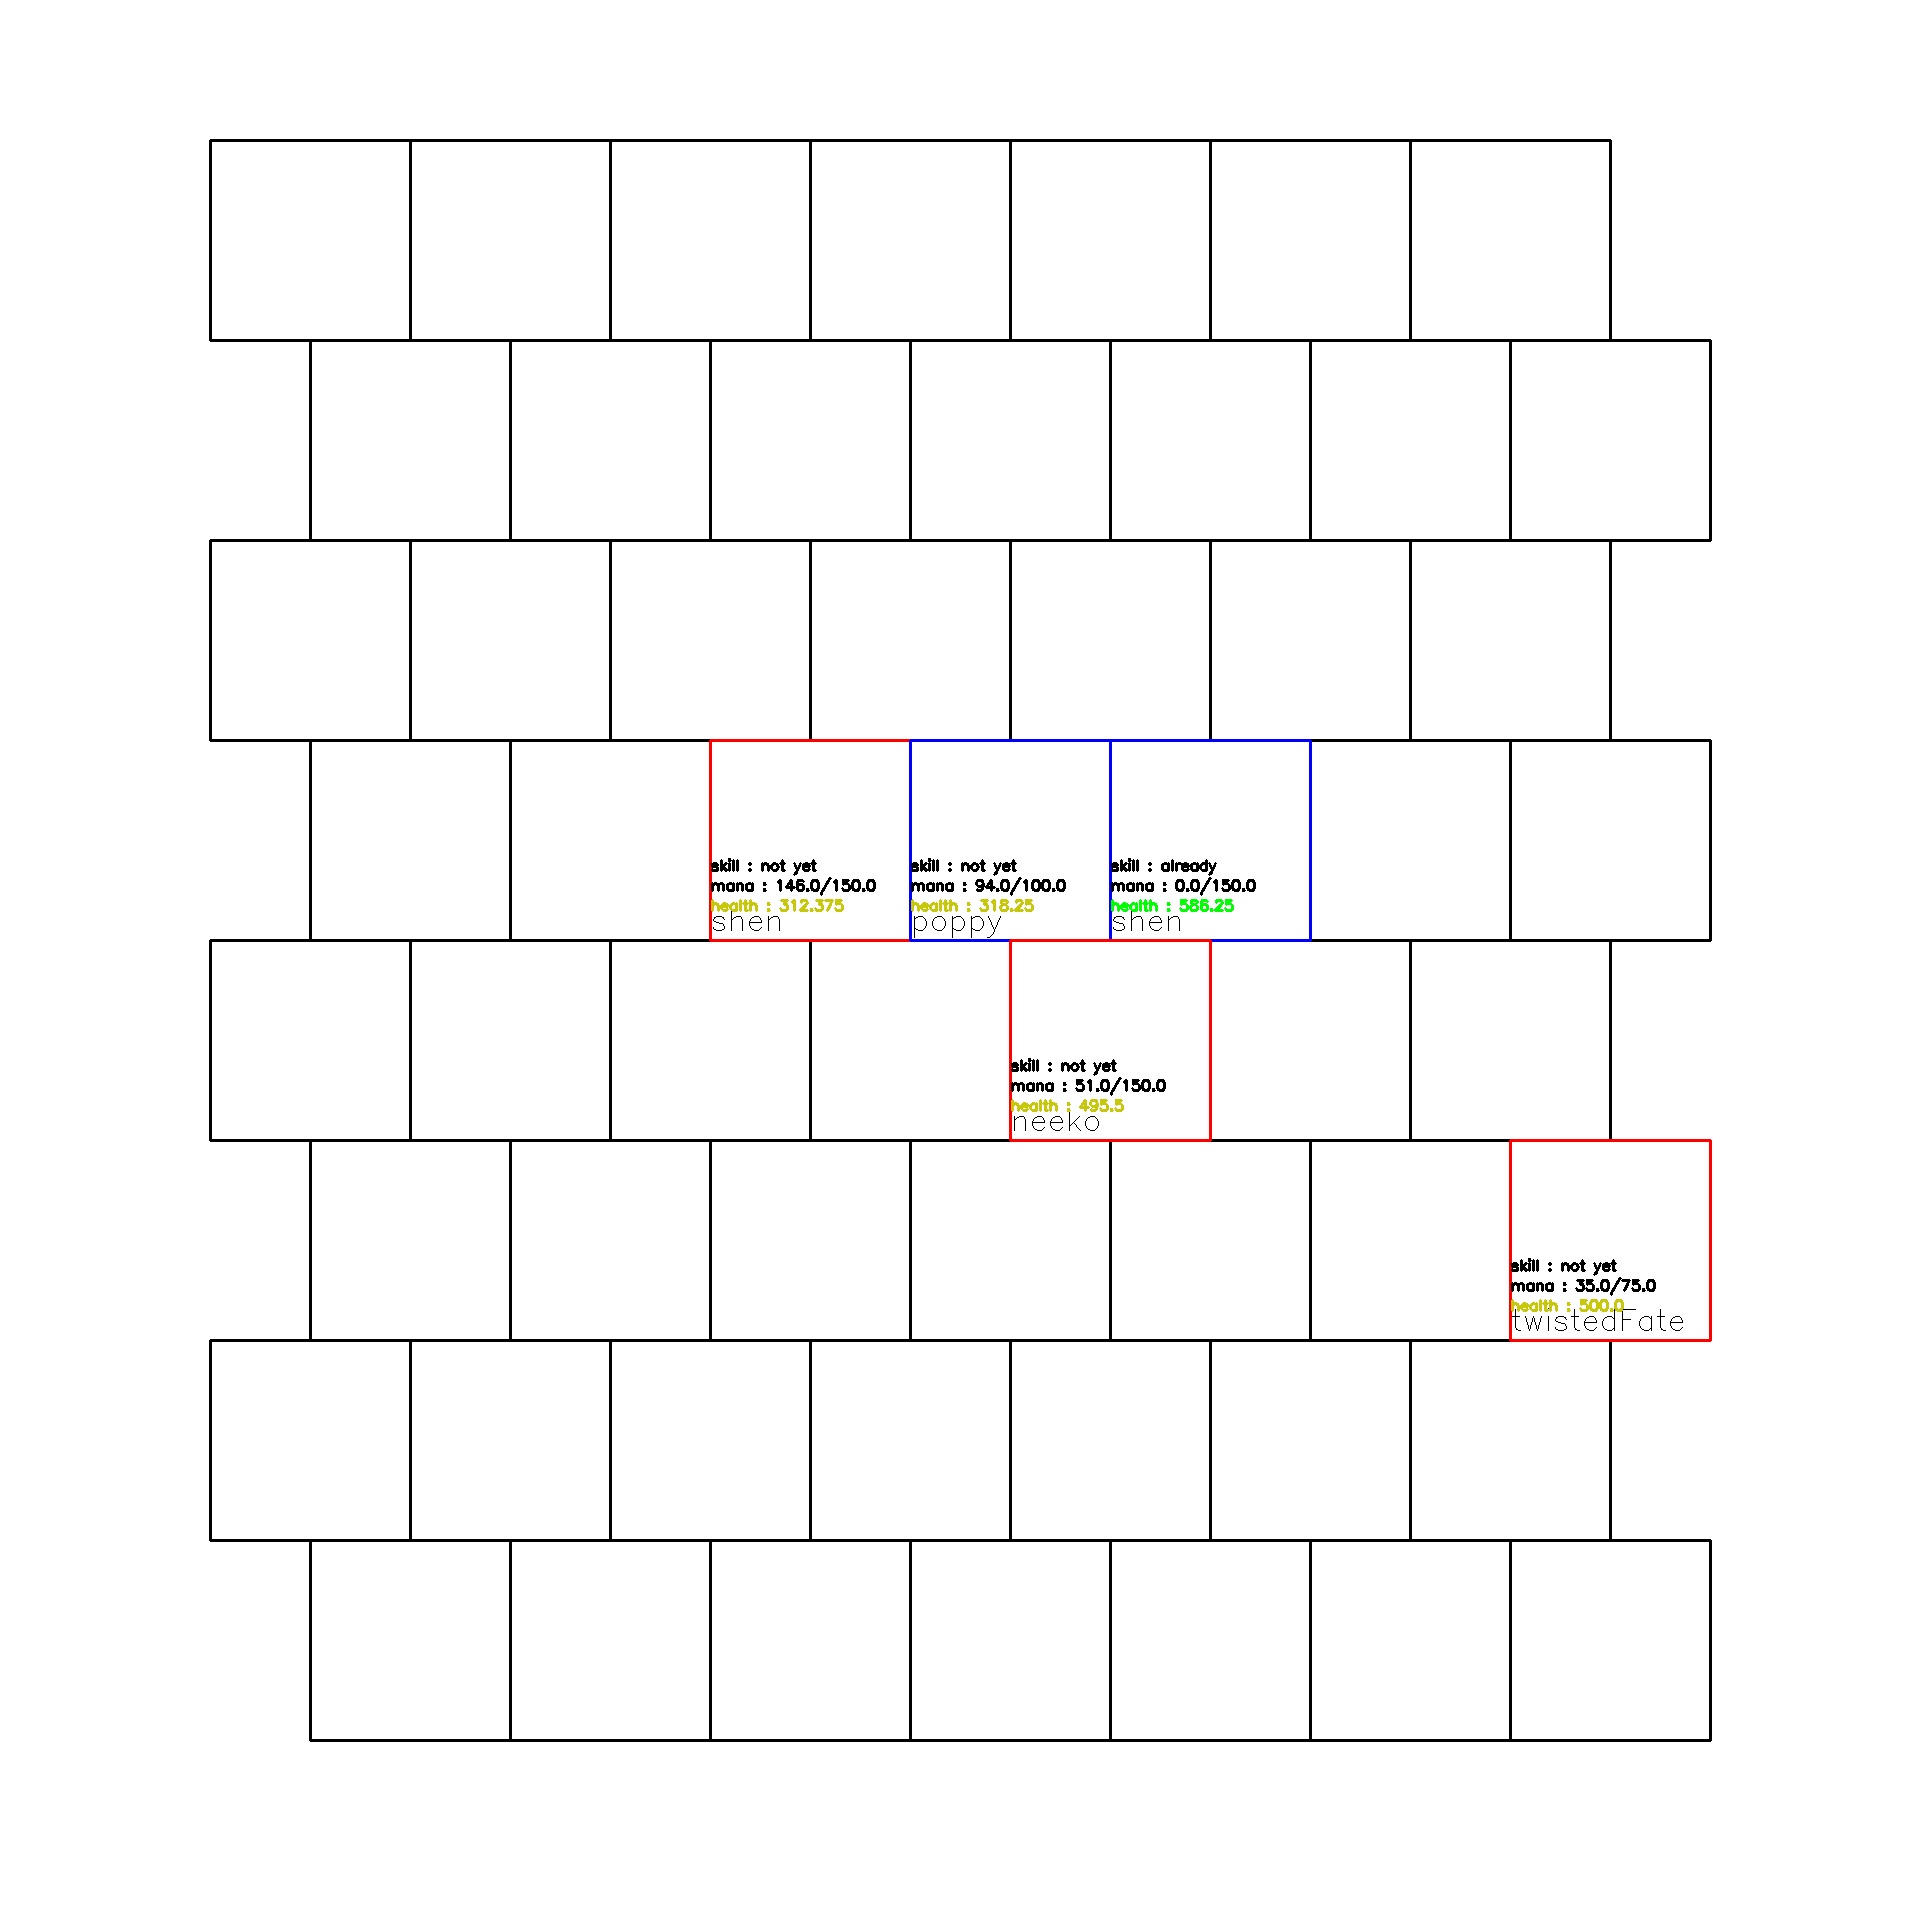 skill : not yet
mana : 146.0/150.0
health : 312.375
shen
skill : not yet
mana : 94.0/100.0
health : 318.25
poppy
skill : already
mana : 0.0/150.0
health : 586.25
shen
skill : not yet
mana : 51.0/150.0
health : 495.5
neeko
skill : not yet
mana : 35.0/75.0
health : 500.0
twistedFate